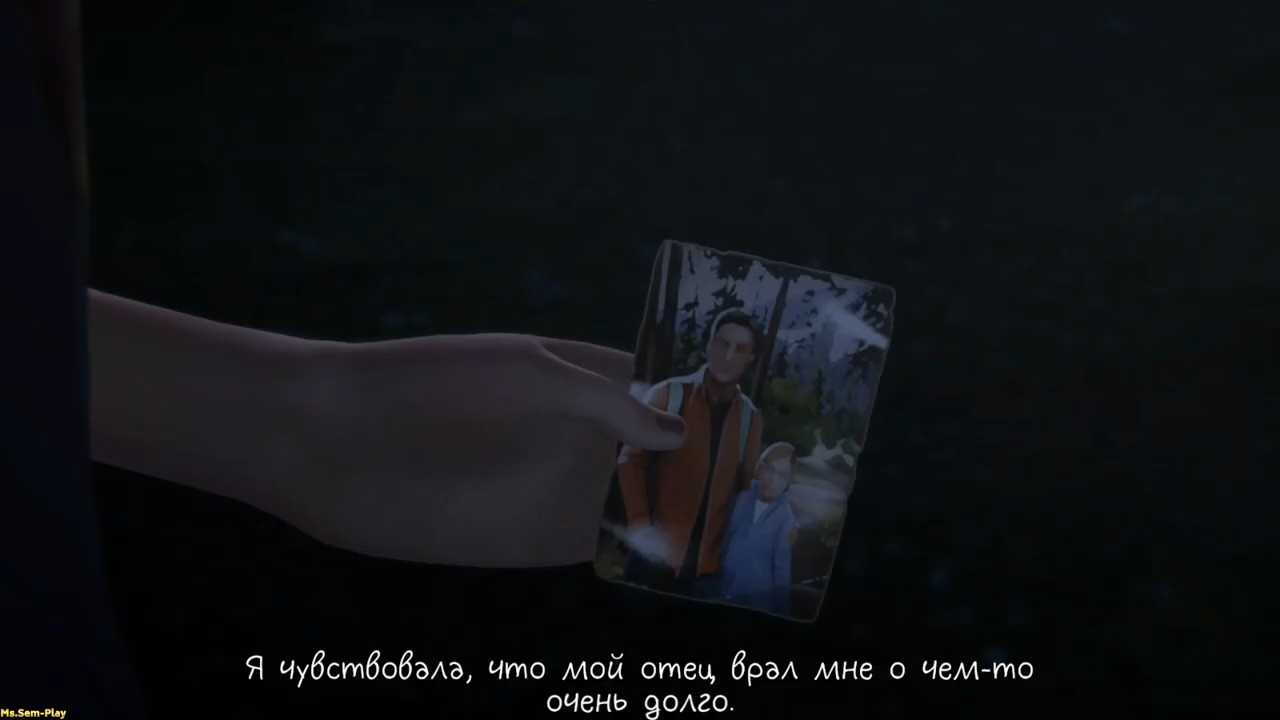 Я чувствовала, что мой отец врал мне о чем-то
очень долго.
Ms.Sem-Play